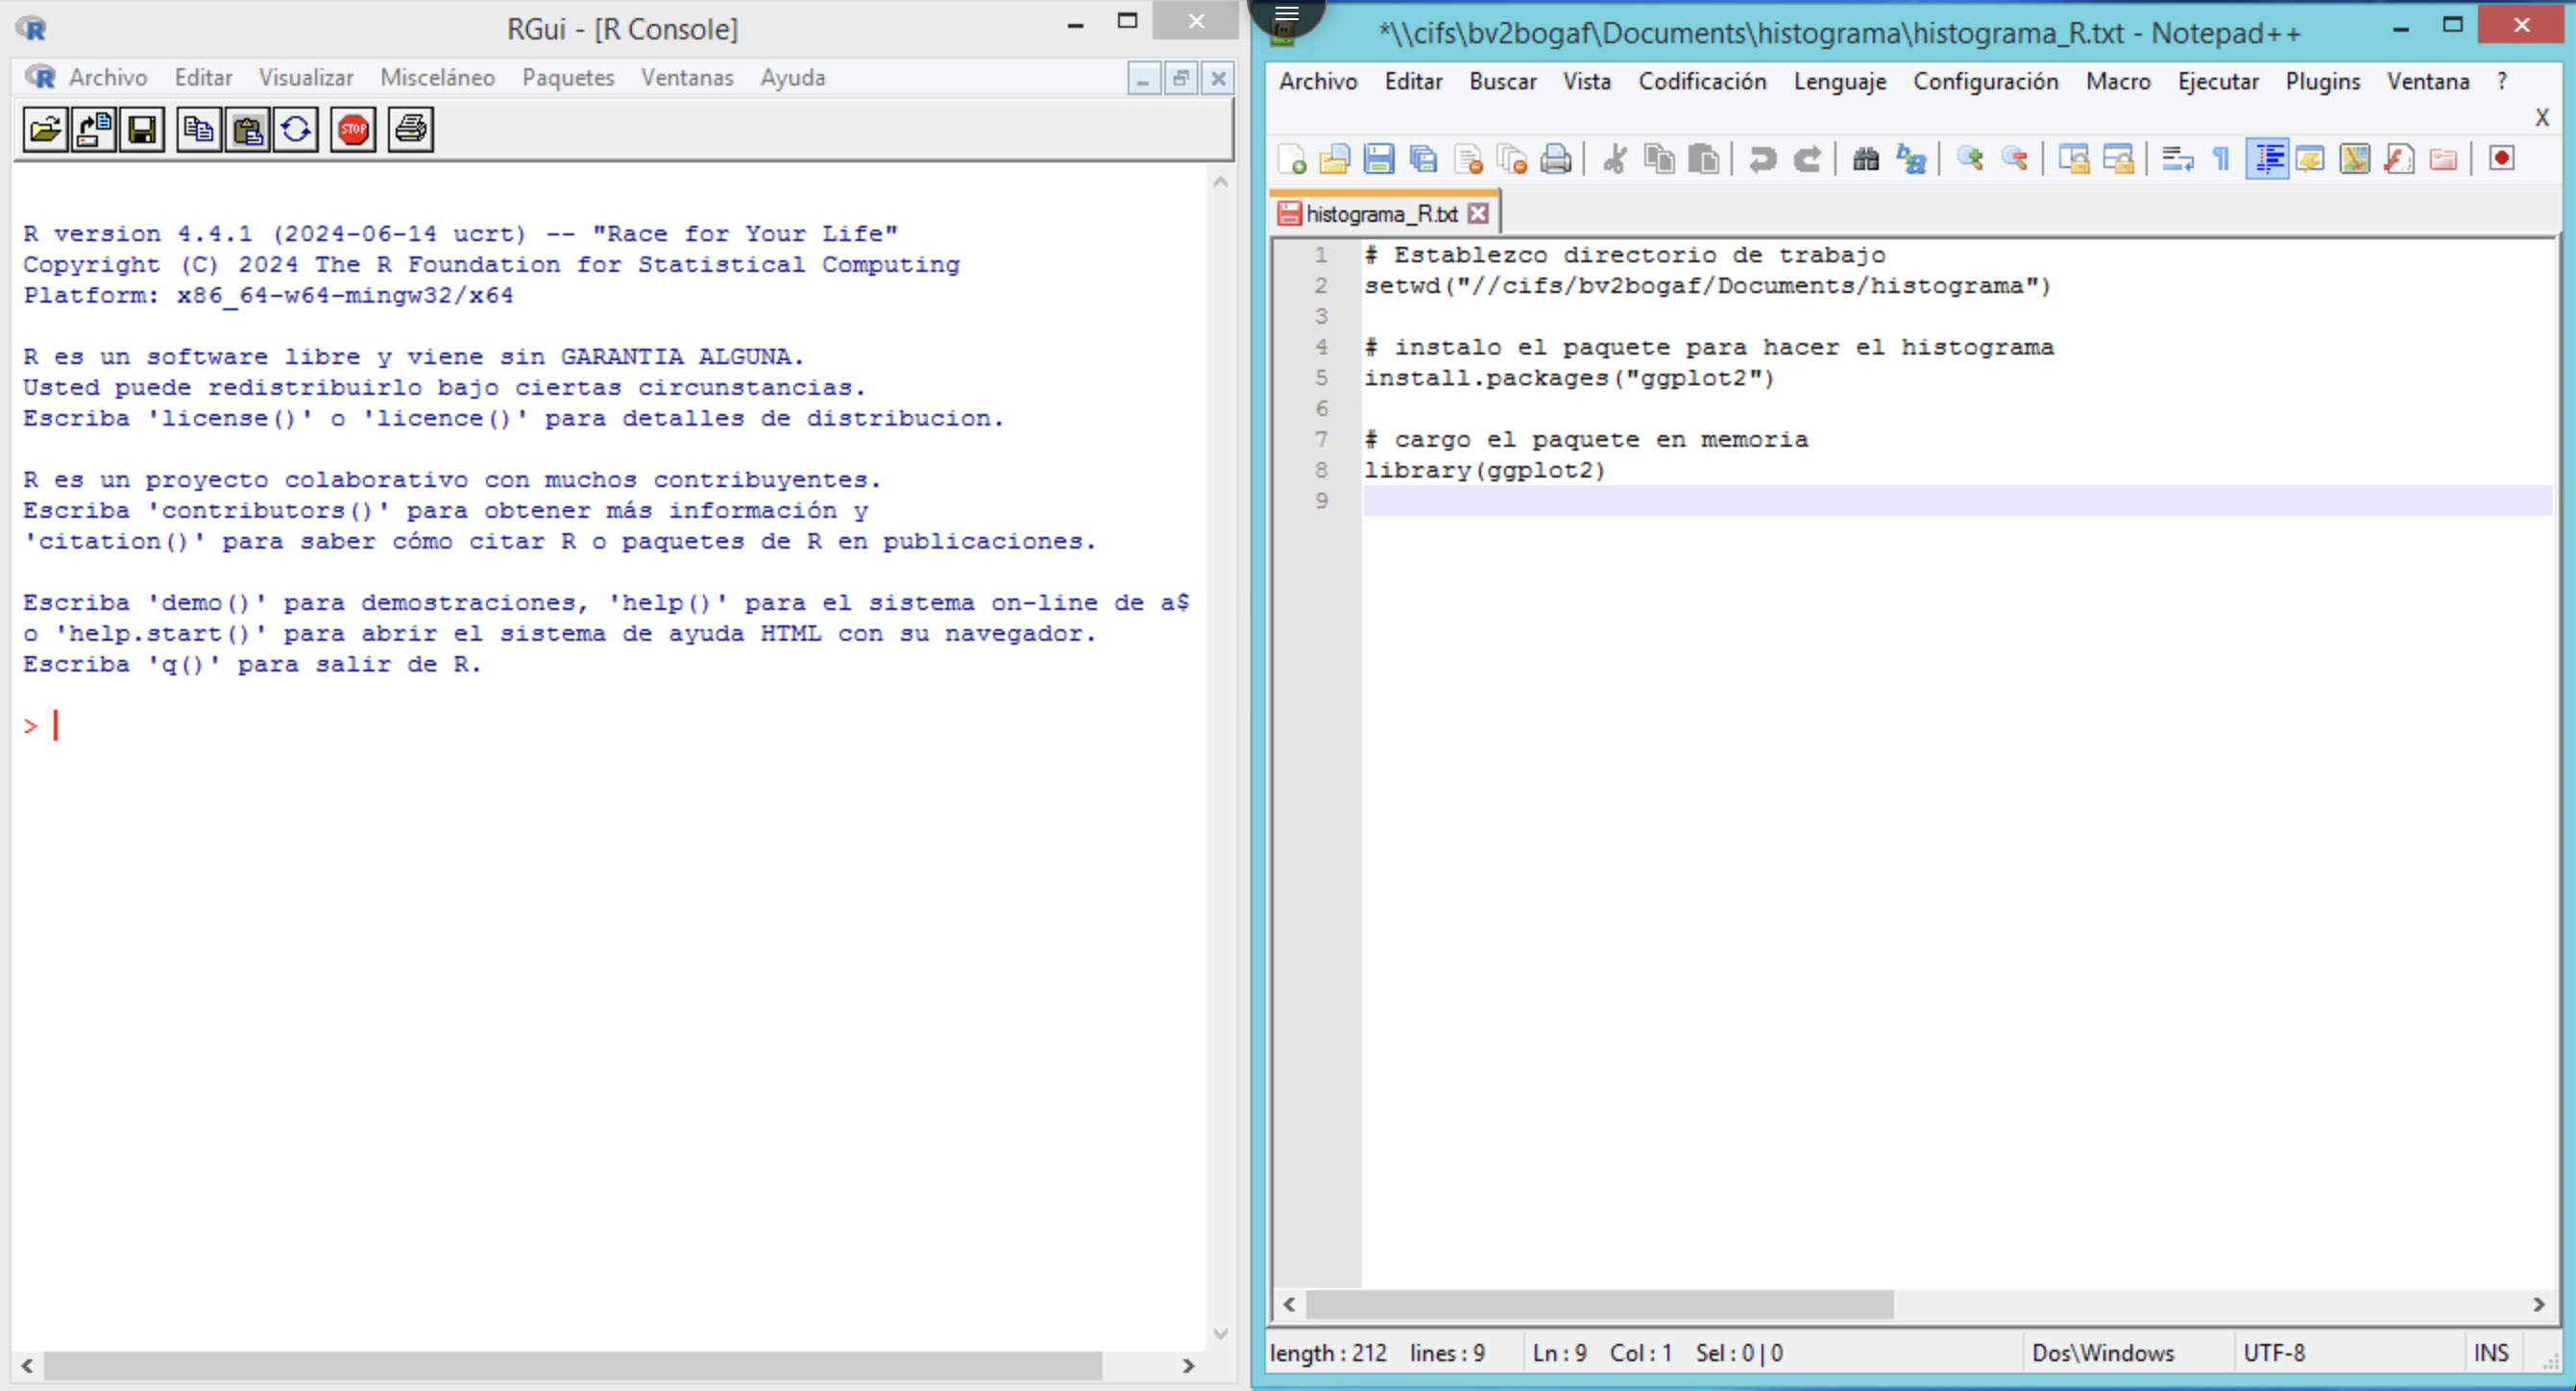 RGui - [R Console]
Archivo Editar Visualizar Misceláneo Paquetes Ventanas Ayuda
STOP
R version 4.4.1 (2024-06-14 ucrt) -- "Race for Your Life"
Copyright (C) 2024 The R Foundation for Statistical Computing
Platform: x86_64-w64-mingw32/x64
R es un software libre y viene sin GARANTIA ALGUNA.
Usted puede redistribuirlo bajo ciertas circunstancias.
Escriba 'license()' o 'licence()' para detalles de distribucion.
R es un proyecto colaborativo con muchos contribuyentes.
Escriba 'contributors()' para obtener más información y
'citation()' para saber cómo citar R o paquetes de R en publicaciones.
Escriba 'demo()' para demostraciones, 'help()' para el sistema on-line de a$
o 'help.start()' para abrir el sistema de ayuda HTML con su navegador.
Escriba 'q()' para salir de R.
>
*\\cifs\bv2bogaf\Documents\histograma\histograma_R.txt - Notepad++
Archivo Editar Buscar Vista Codificación Lenguaje Configuración Macro Ejecutar Plugins Ventana ?
X
histograma_R.txt
1 # Establezco directorio de trabajo
2 setwd("//cifs/bv2bogaf/Documents/histograma")
3
4 # instalo el paquete para hacer el histograma
5 install.packages("ggplot2")
6
7 # cargo el paquete en memoria
8 library(ggplot2)
9
length : 212 lines : 9 Ln : 9 Col : 1 Sel : 0 | 0 Dos\Windows UTF-8 INS